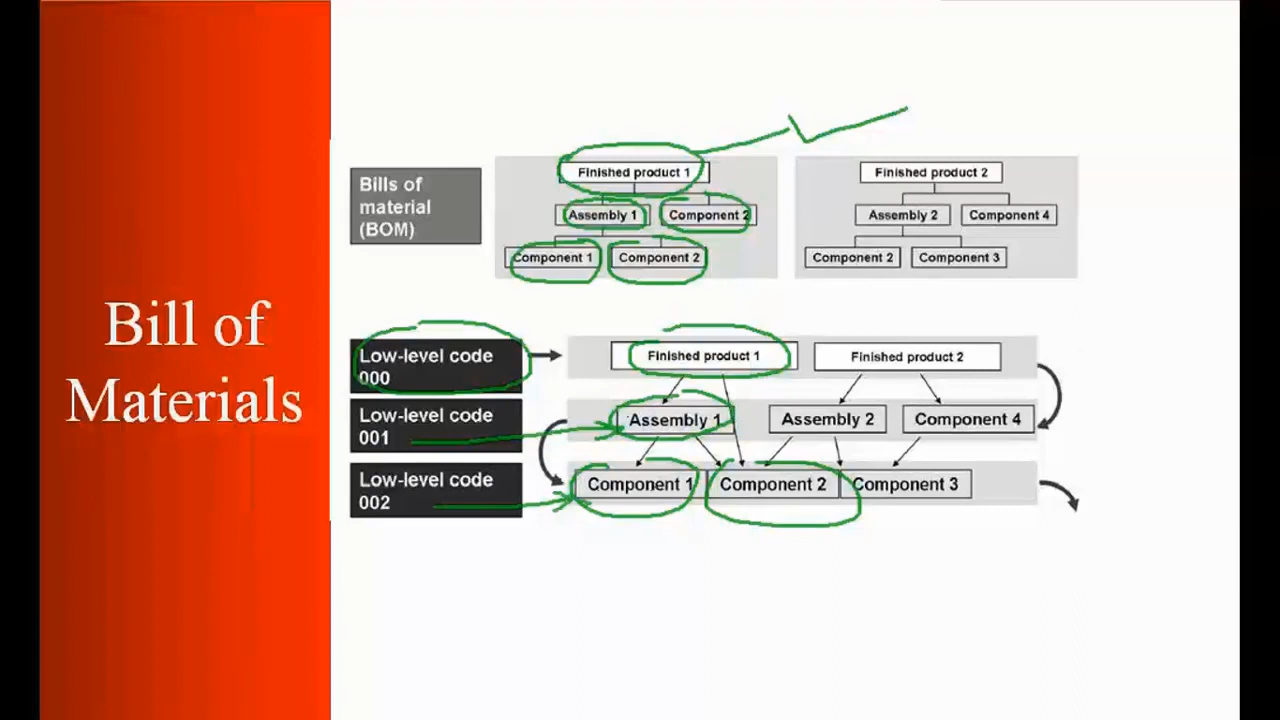 Bill of
Materials
Bills of
material
(BOM)
Finished product 1
Assembly 1
Component 2
Component 1
Component 2
Finished product 2
Assembly 2
Component 4
Component 2
Component 3
Low-level code
000
Finished product 1
Finished product 2
Low-level code
001
Assembly 1
Assembly 2
Component 4
Low-level code
002
Component 1
Component 2
Component 3